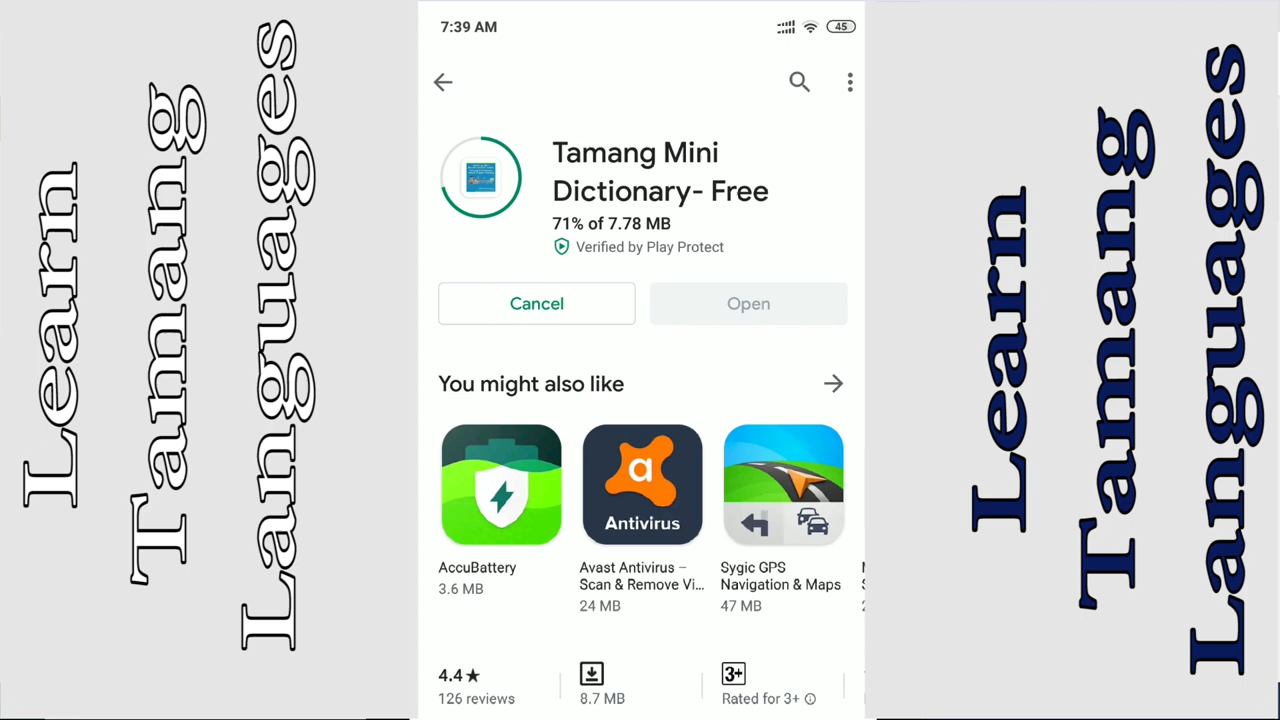 Learn
Tamang
Languages
7:39 AM
45
Tamang Mini
Dictionary- Free
71% of 7.78 MB
Verified by Play Protect
Cancel
Open
You might also like
a
Antivirus
AccuBattery
3.6 MB
Avast Antivirus –
Scan & Remove Vi...
24 MB
Sygic GPS
Navigation & Maps
47 MB
4.4★
126 reviews
8.7 MB
3+
Rated for 3+
Learn
Tamang
Languages